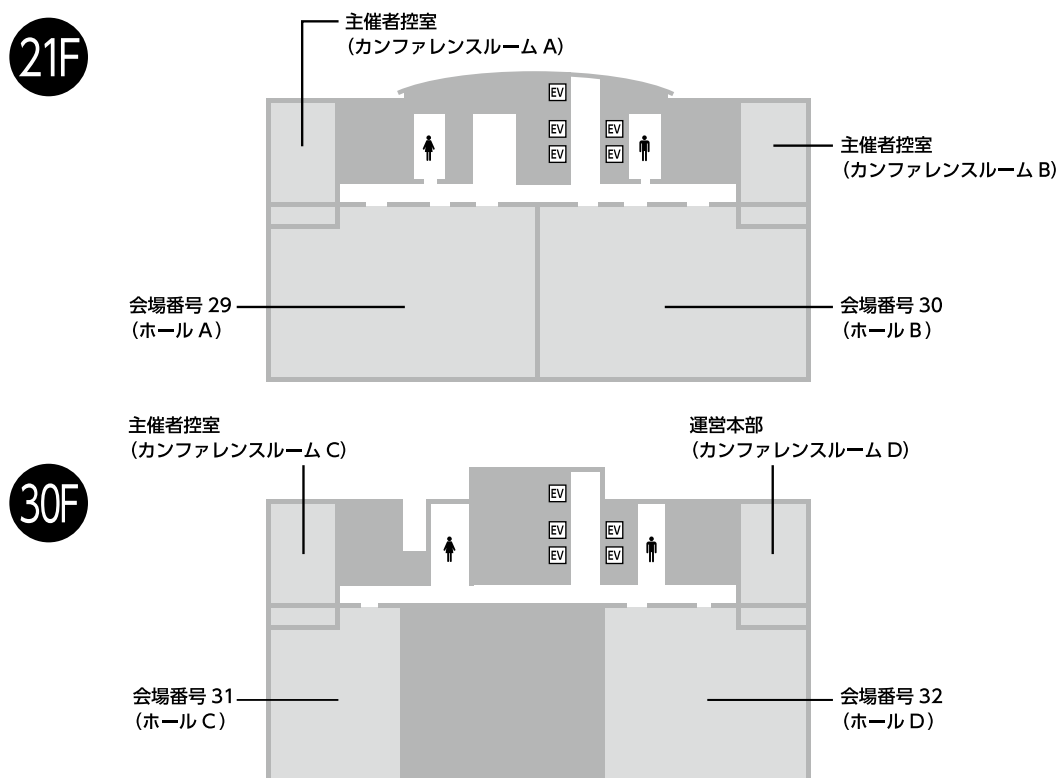 21F
主催者控室
（カンファレンスルーム A）
EV
EV
EV
EV
EV
主催者控室
（カンファレンスルーム B）
会場番号 29
（ホール A）
会場番号 30
（ホール B）
30F
主催者控室
（カンファレンスルーム C）
運営本部
（カンファレンスルーム D）
EV
EV
EV
EV
EV
会場番号 31
（ホール C）
会場番号 32
（ホール D）